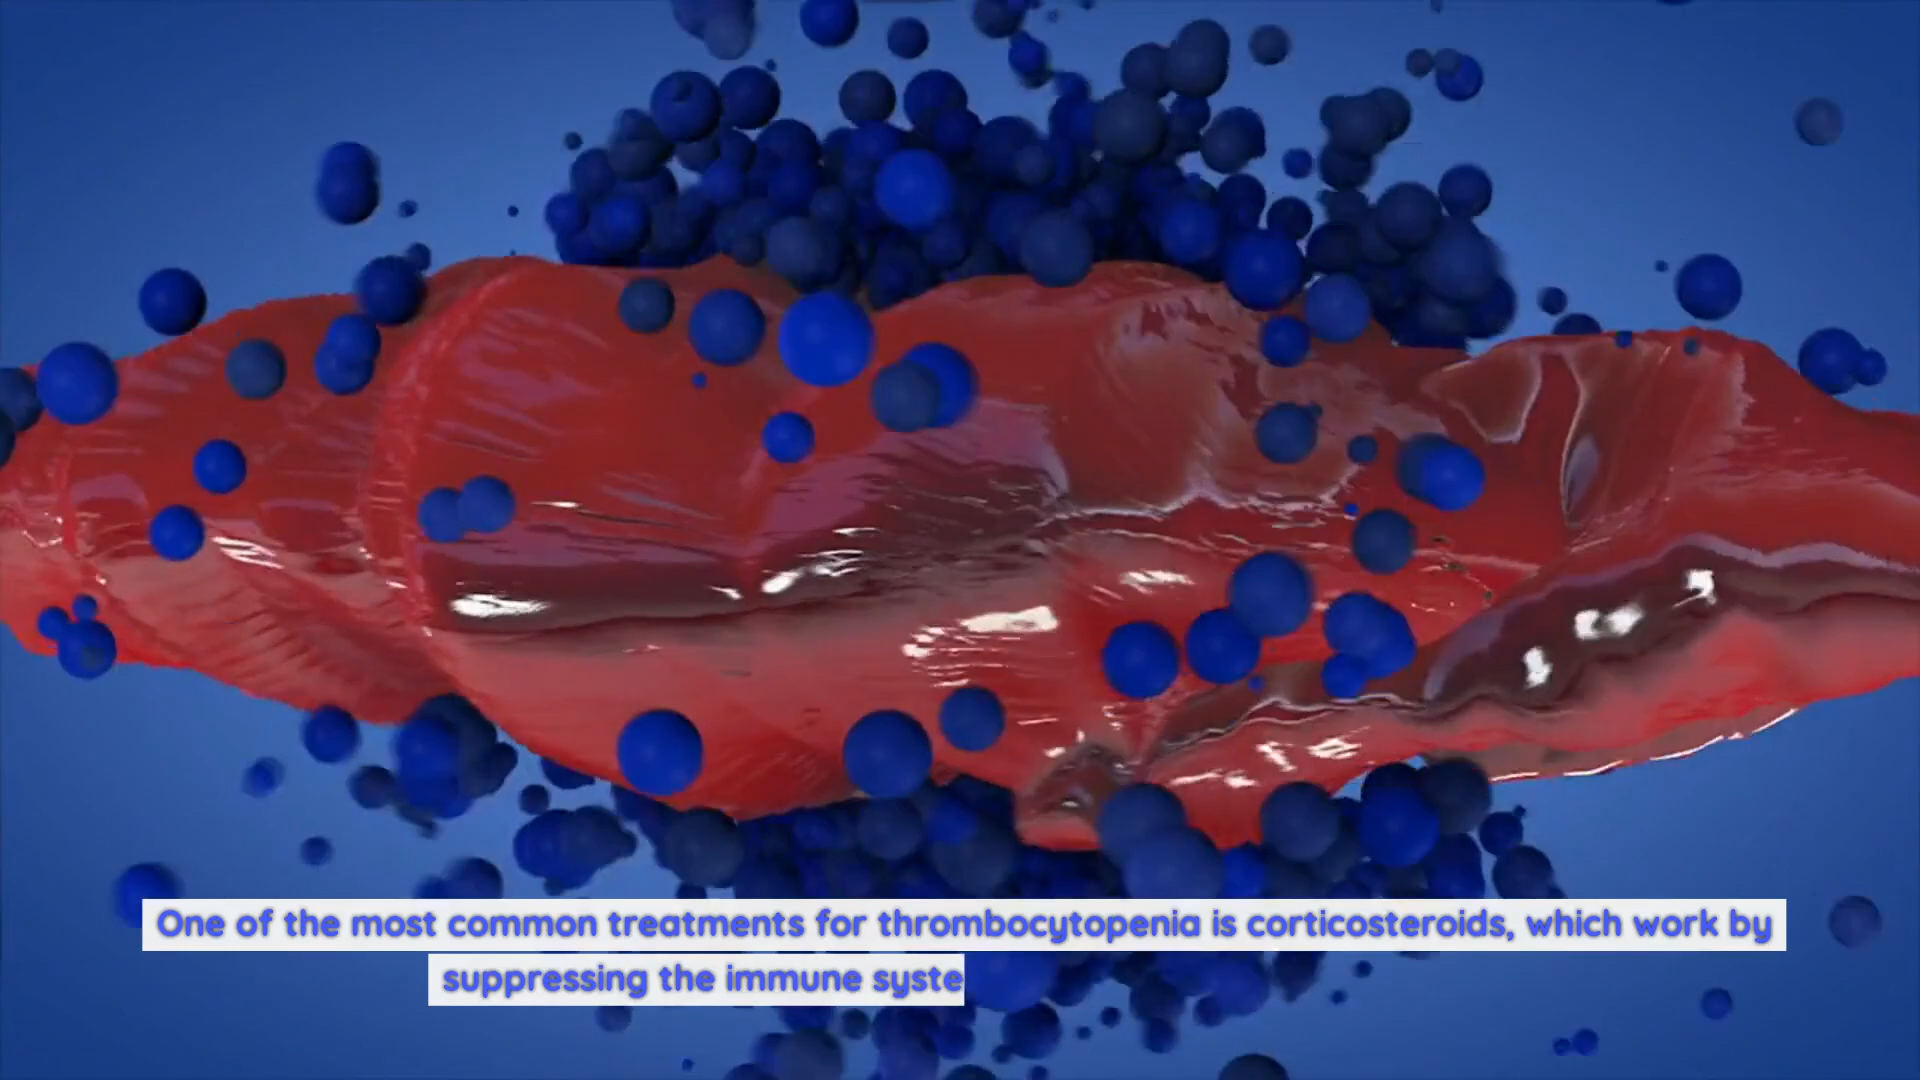 One of the most common treatments for thrombocytopenia is corticosteroids, which work by
suppressing the immune syste